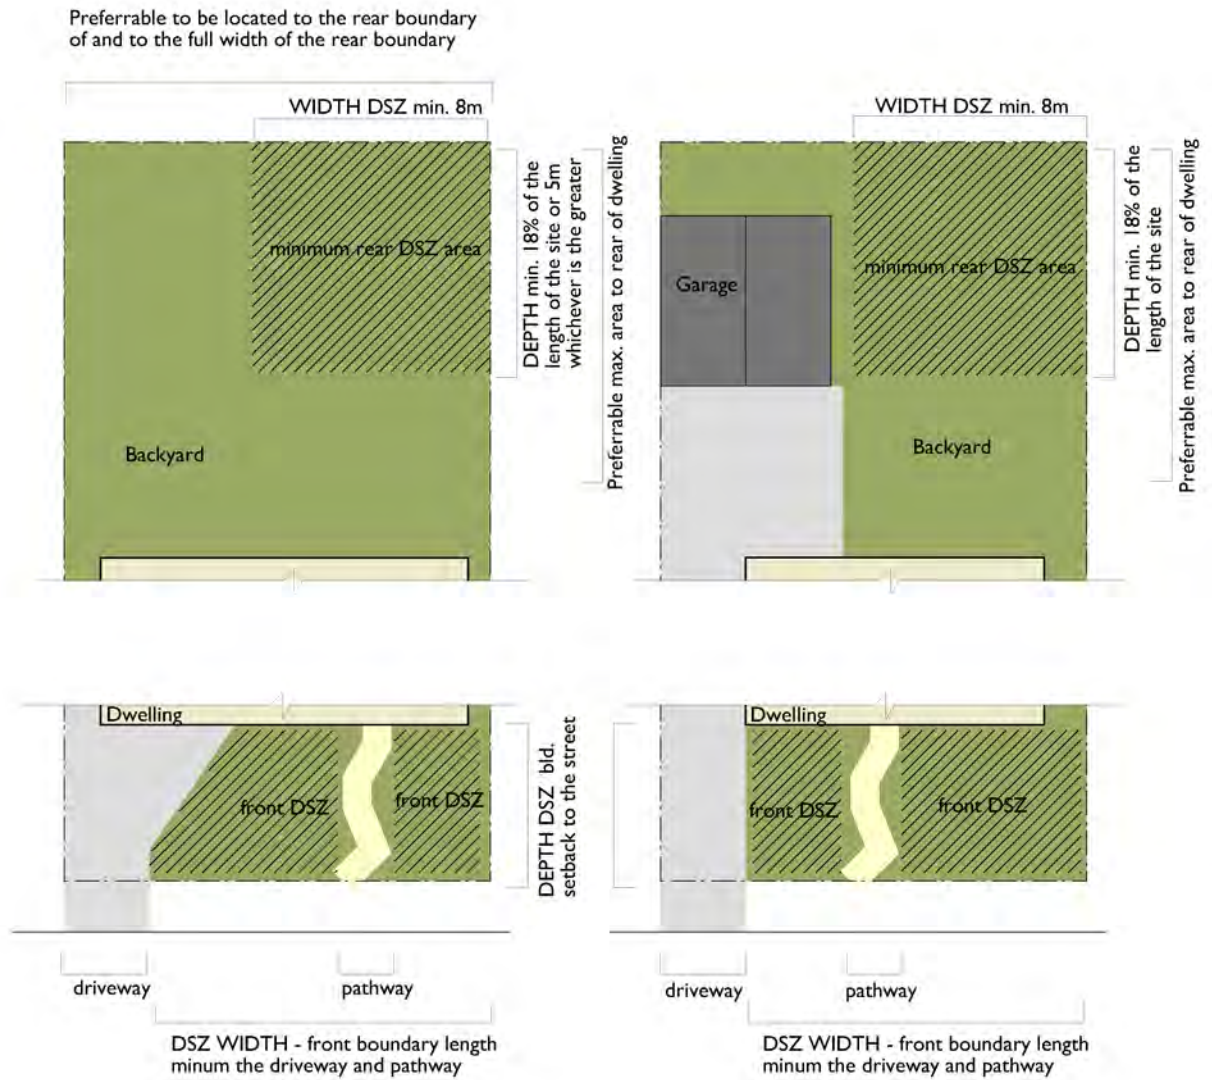 Preferrable to be located to the rear boundary
of and to the full width of the rear boundary
WIDTH DSZ min. 8m
minimum rear DSZ area
DEPTH min. 18% of the
length of the site or 5m
whichever is the greater
Preferrable max. area to rear of dwelling
Backyard
WIDTH DSZ min. 8m
Garage
minimum rear DSZ area
DEPTH min. 18% of the
length of the site
Preferrable max. area to rear of dwelling
Backyard
Dwelling
front DSZ
front DSZ
DEPTH DSZ bld.
setback to the street
driveway
pathway
DSZ WIDTH - front boundary length
minum the driveway and pathway
Dwelling
front DSZ
front DSZ
driveway
pathway
DSZ WIDTH - front boundary length
minum the driveway and pathway